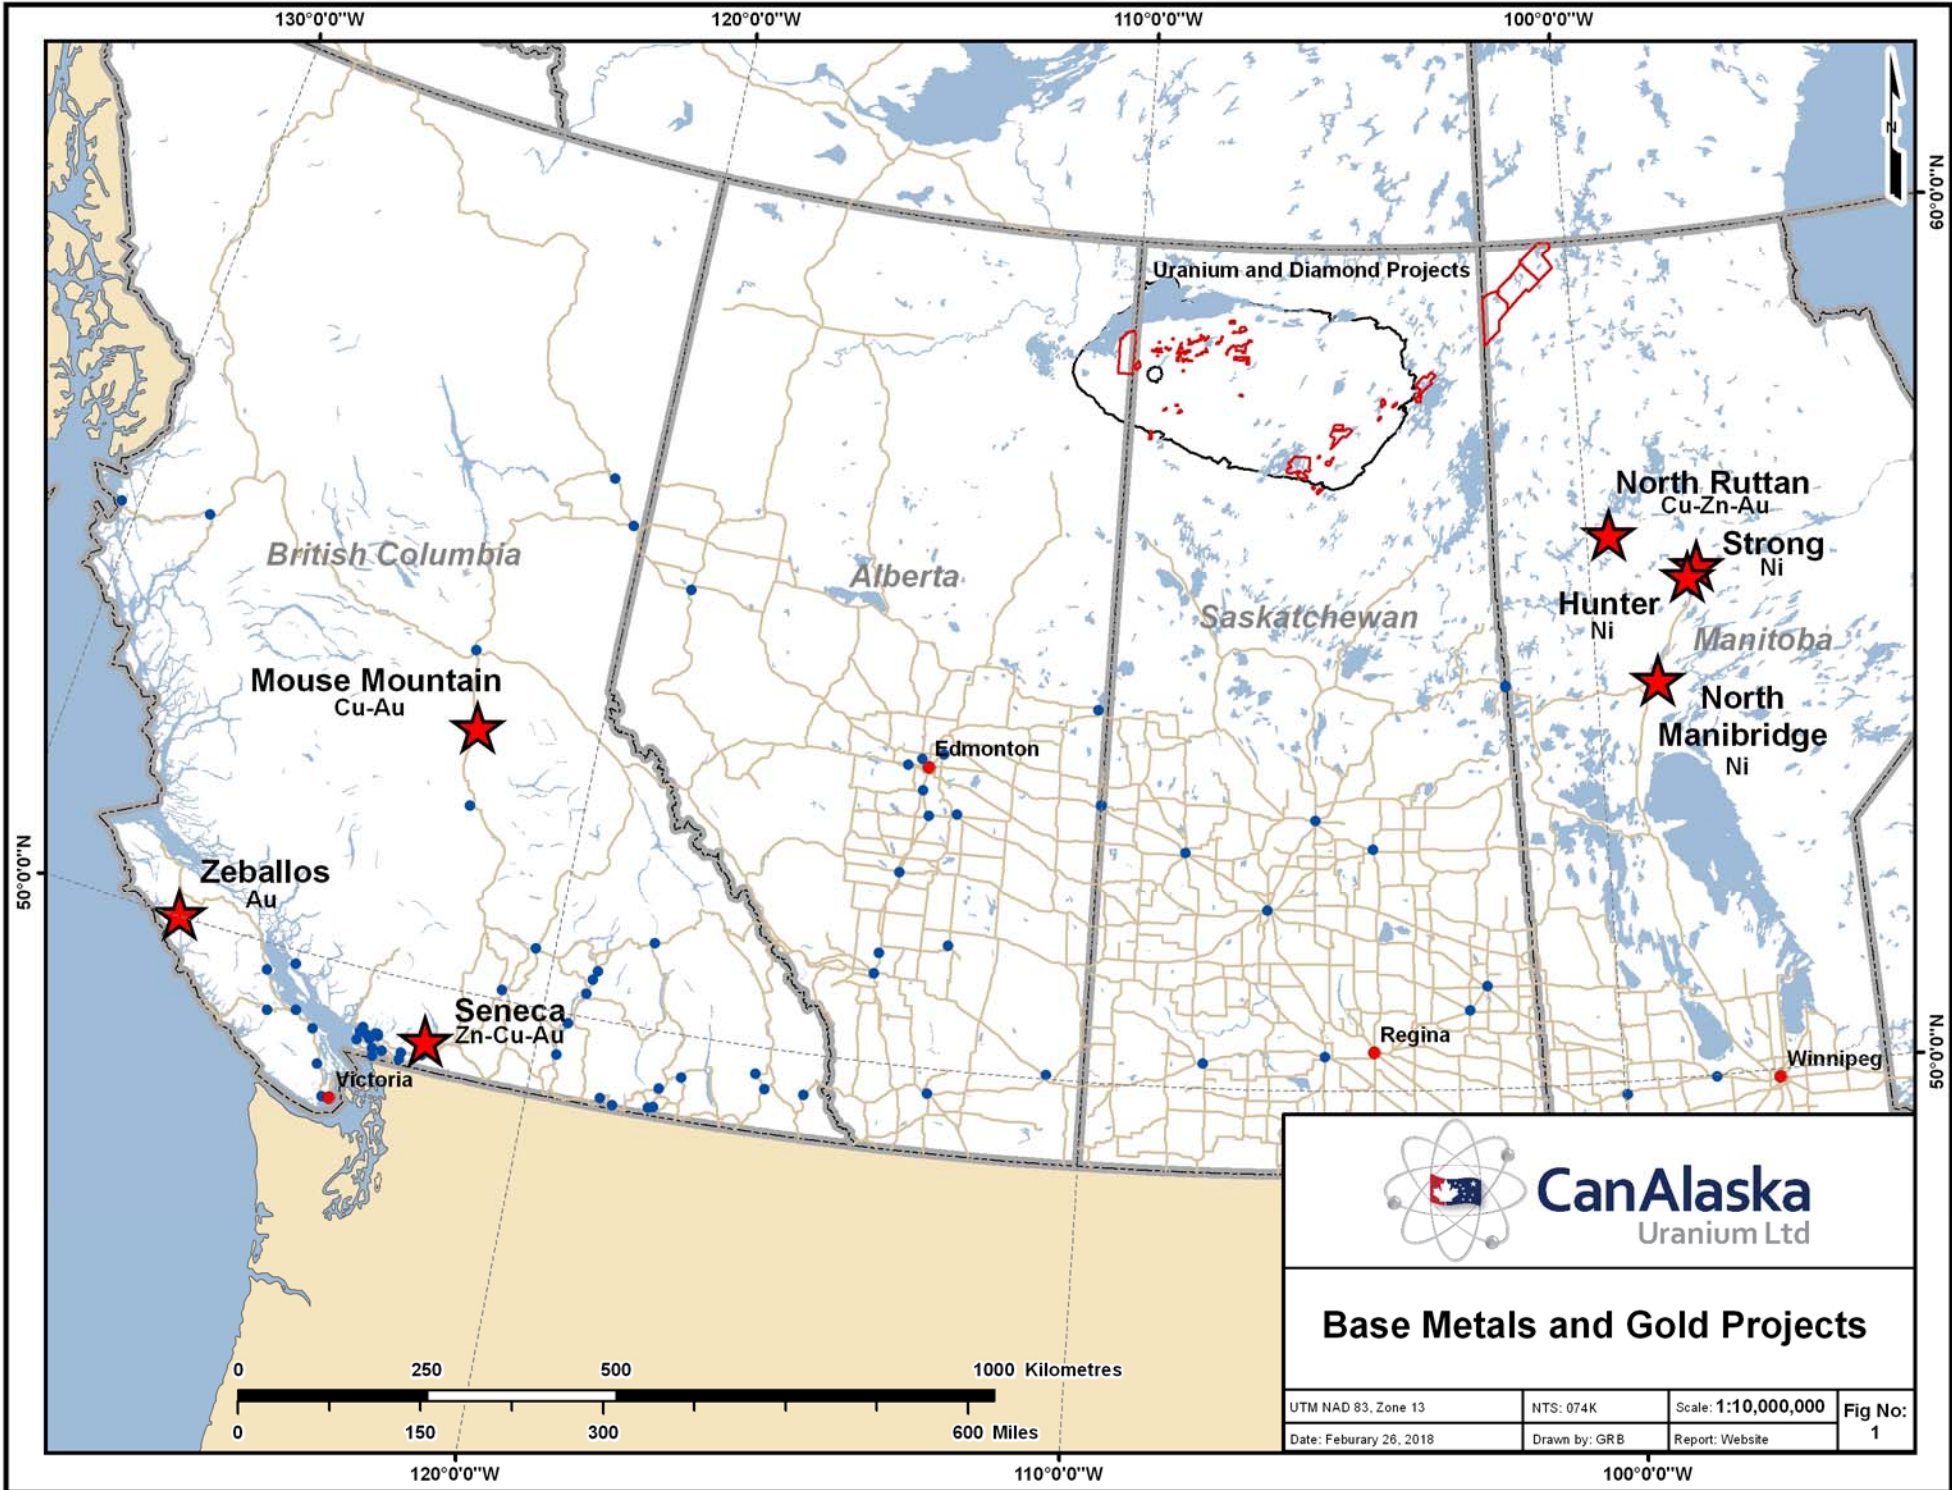 130°0'0"W
120°0'0"W
110°0'0"W
100°0'0"W
N
60°0'0"N
Uranium and Diamond Projects
North Ruttan
Cu-Zn-Au
Strong
Ni
Hunter
Ni
British Columbia
Alberta
Saskatchewan
Manitoba
Mouse Mountain
Cu-Au
North
Manibridge
Ni
Edmonton
50°0'0"N
Zeballos
Au
Seneca
Zn-Cu-Au
Regina
Winnipeg
50°0'0"N
Victoria
CanAlaska
Uranium Ltd
Base Metals and Gold Projects
0 250 500 1000 Kilometres
0 150 300 600 Miles
UTM NAD 83, Zone 13
NTS: 074K
Scale: 1:10,000,000
Fig No:
1
Date: Feburary 26, 2018
Drawn by: GRB
Report: Website
120°0'0"W
110°0'0"W
100°0'0"W